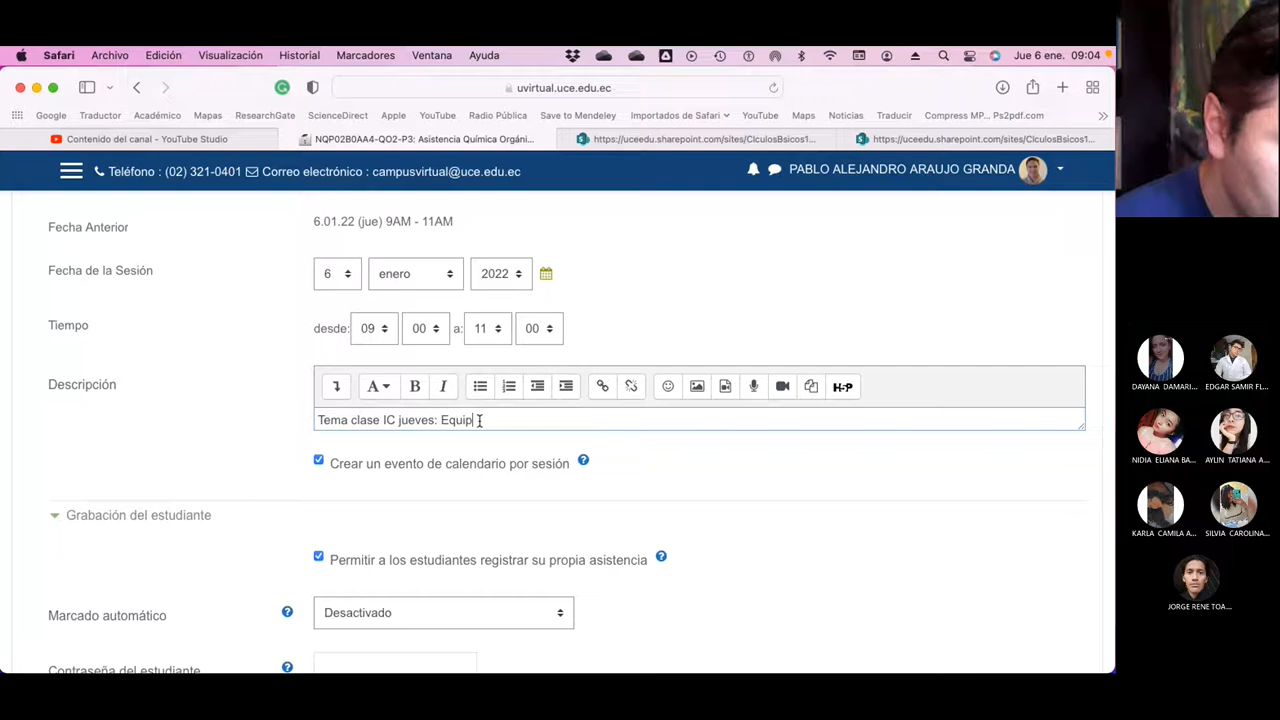 Safari Archivo Edición Visualización Historial Marcadores Ventana Ayuda Jue 6 ene. 09:04
uvirtual.uce.edu.ec
Google Traductor Académico Mapas ResearchGate ScienceDirect Apple YouTube Radio Pública Save to Mendeley Importados de Safari YouTube Maps Noticias Traducir Compress MP... Ps2pdf.com
Contenido del canal - YouTube Studio NQP02B0AA4-QO2-P3: Asistencia Química Orgáni... https://uceedu.sharepoint.com/sites/ClculosBsicos1... https://uceedu.sharepoint.com/sites/ClculosBsicos1...
Teléfono : (02) 321-0401 Correo electrónico : campusvirtual@uce.edu.ec PABLO ALEJANDRO ARAUJO GRANDA
Fecha Anterior 6.01.22 (jue) 9AM - 11AM
Fecha de la Sesión 6 enero 2022
Tiempo desde: 09 00 a: 11 00
Descripción A B I H-P
Tema clase IC jueves: Equip
Crear un evento de calendario por sesión ?
Grabación del estudiante
Permitir a los estudiantes registrar su propia asistencia ?
Marcado automático ? Desactivado
Contraseña del estudiante ?
DAYANA DAMARI... EDGAR SAMIR FL...
NIDIA ELIANA BA... AYLIN TATIANA A...
KARLA CAMILA A... SILVIA CAROLINA...
JORGE RENE TOA...